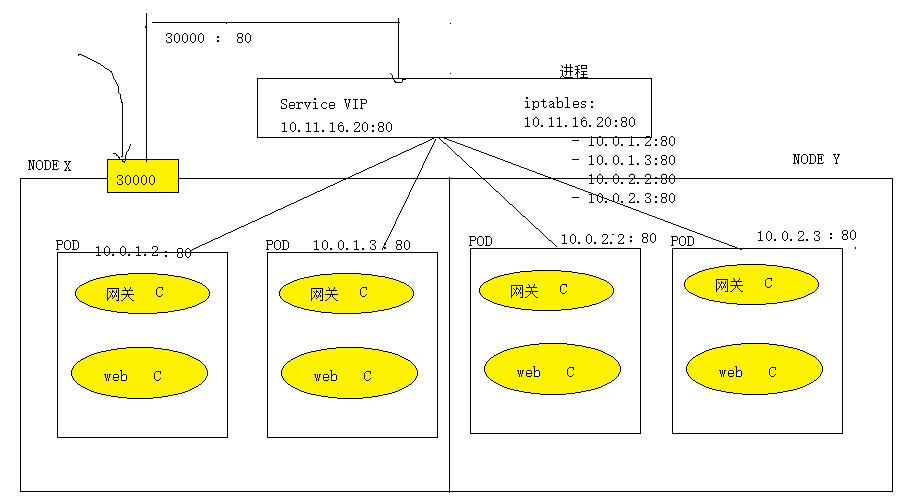 30000 : 80
进程
Service VIP
10.11.16.20:80
iptables:
10.11.16.20:80
- 10.0.1.2:80
- 10.0.1.3:80
- 10.0.2.2:80
- 10.0.2.3:80
NODE X
NODE Y
30000
POD 10.0.1.2:80
POD 10.0.1.3:80
POD 10.0.2.2:80
POD 10.0.2.3:80
网关 C
网关 C
网关 C
网关 C
web C
web C
web C
web C